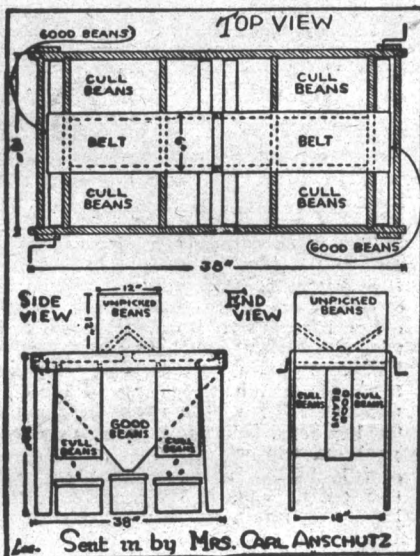 TOP VIEW
GOOD BEANS
CULL BEANS
CULL BEANS
BELT
BELT
CULL BEANS
CULL BEANS
GOOD BEANS
38"
SIDE VIEW
12"
UNPICKED BEANS
12"
CULL BEANS
GOOD BEANS
CULL BEANS
38"
END VIEW
UNPICKED BEANS
CULL BEANS
GOOD BEANS
CULL BEANS
18"
Sent in by MRS. CARL ANSCHUTZ